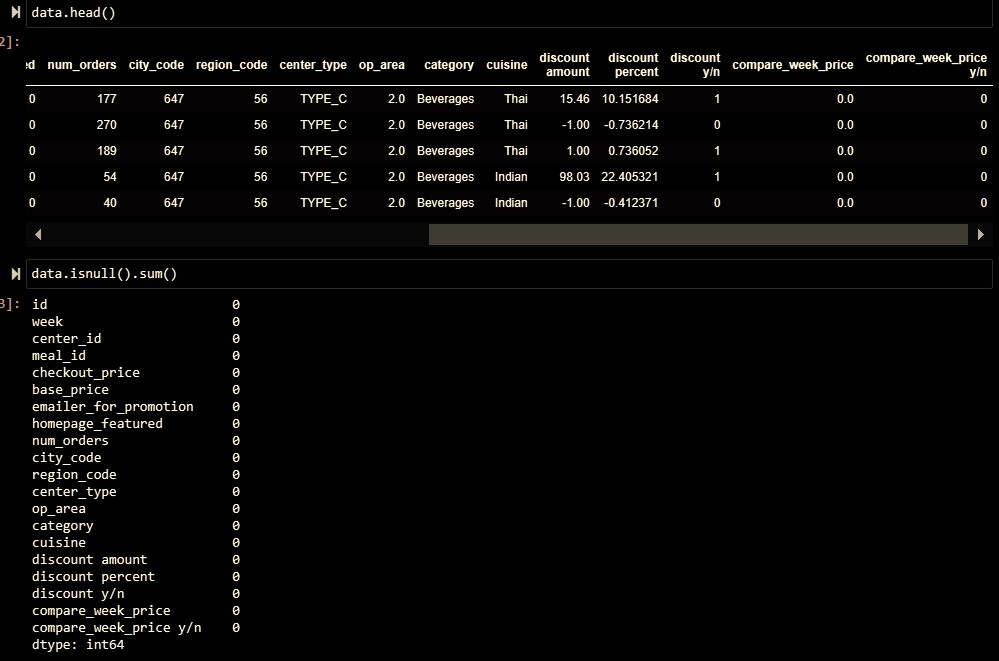 data.head()
2]:
ed num_orders city_code region_code center_type op_area category cuisine discount amount discount percent discount y/n compare_week_price compare_week_price y/n
0 177 647 56 TYPE_C 2.0 Beverages Thai 15.46 10.151684 1 0.0 0
0 270 647 56 TYPE_C 2.0 Beverages Thai -1.00 -0.736214 0 0.0 0
0 189 647 56 TYPE_C 2.0 Beverages Thai 1.00 0.736052 1 0.0 0
0 54 647 56 TYPE_C 2.0 Beverages Indian 98.03 22.405321 1 0.0 0
0 40 647 56 TYPE_C 2.0 Beverages Indian -1.00 -0.412371 0 0.0 0
data.isnull().sum()
3]: id 0
week 0
center_id 0
meal_id 0
checkout_price 0
base_price 0
emailer_for_promotion 0
homepage_featured 0
num_orders 0
city_code 0
region_code 0
center_type 0
op_area 0
category 0
cuisine 0
discount amount 0
discount percent 0
discount y/n 0
compare_week_price 0
compare_week_price y/n 0
dtype: int64